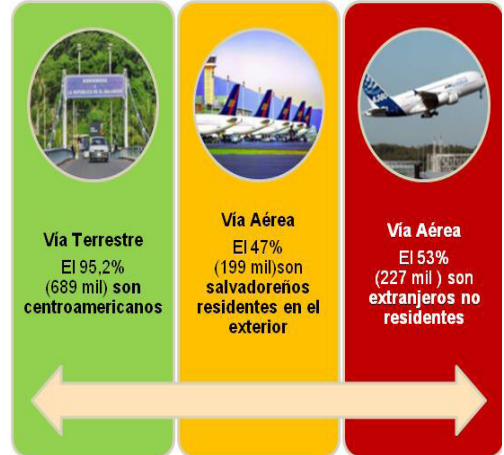 Vía Terrestre
El 95,2%
(689 mil) son
centroamericanos
Vía Aérea
El 47%
(199 mil)son
salvadoreños
residentes en el
exterior
Vía Aérea
El 53%
(227 mil ) son
extranjeros no
residentes